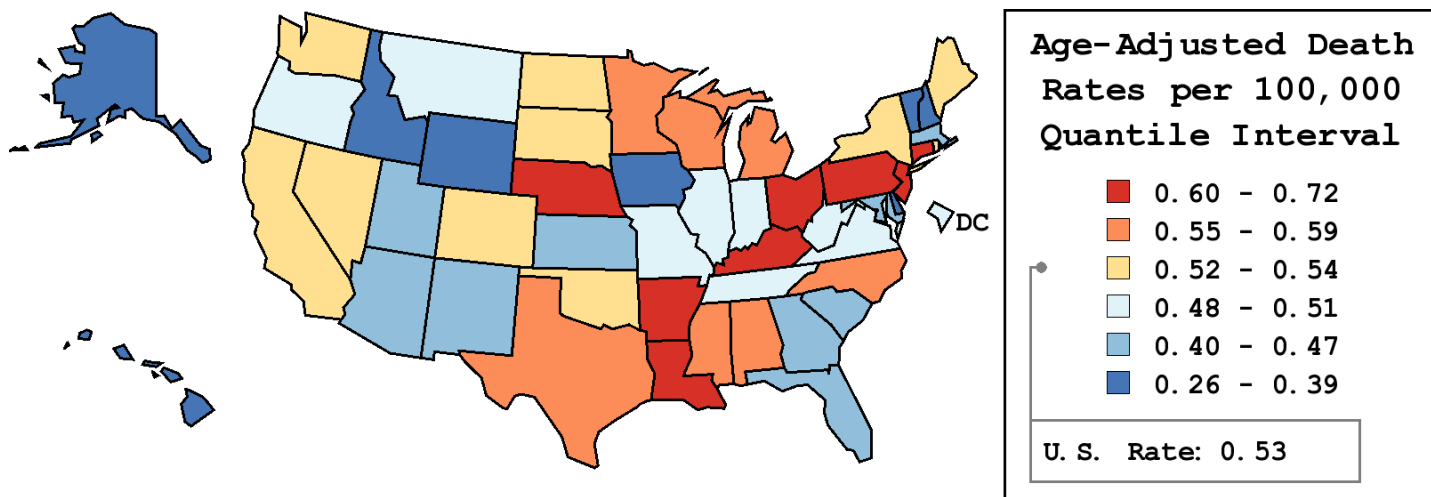 Age-Adjusted Death
Rates per 100,000
Quantile Interval
0.60 - 0.72
0.55 - 0.59
0.52 - 0.54
0.48 - 0.51
0.40 - 0.47
0.26 - 0.39
U.S. Rate: 0.53
DC